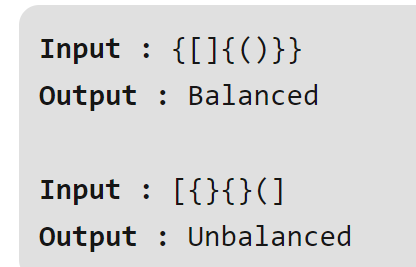 Input : {[]{()}}
Output : Balanced
Input : [{}{}(]
Output : Unbalanced